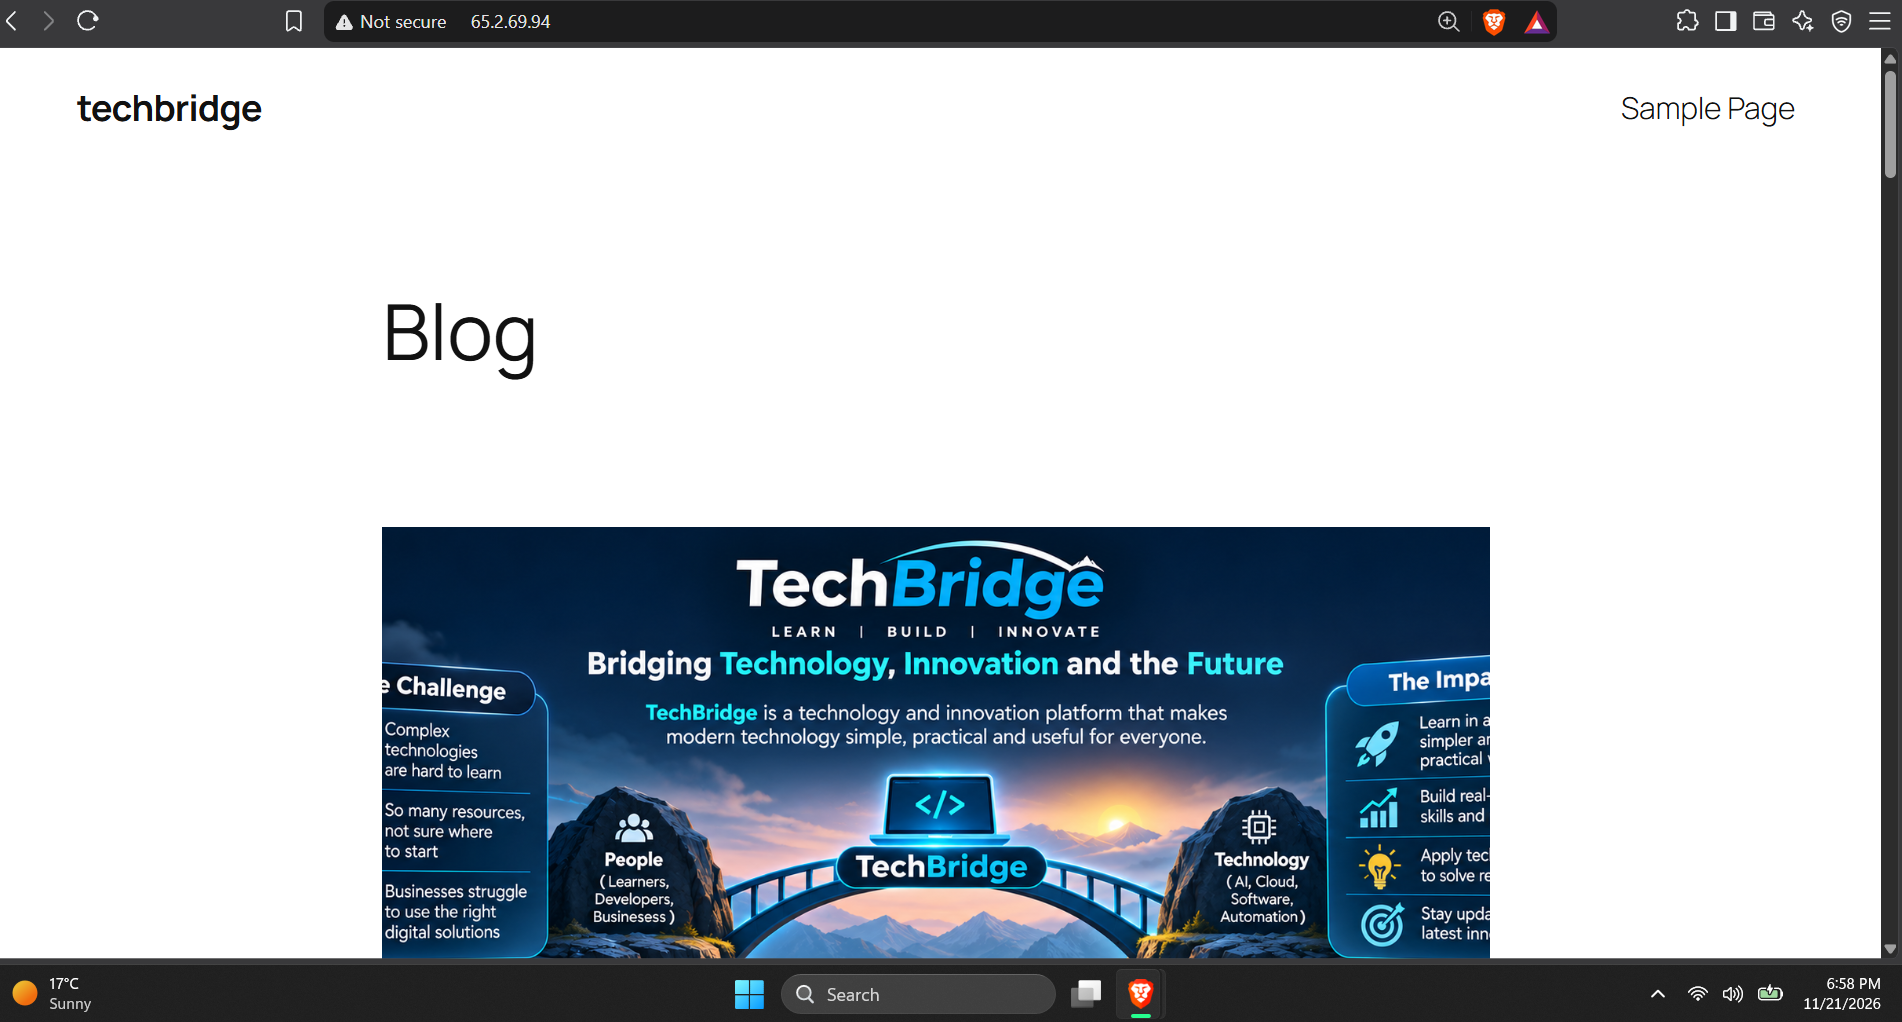 Not secure 65.2.69.94
techbridge
Sample Page
Blog
TechBridge
LEARN | BUILD | INNOVATE
Bridging Technology, Innovation and the Future
TechBridge is a technology and innovation platform that makes
modern technology simple, practical and useful for everyone.
e Challenge
Complex
technologies
are hard to learn
So many resources,
not sure where
to start
Businesses struggle
to use the right
digital solutions
People
( Learners,
Developers,
Businesess )
</>
TechBridge
Technology
( AI, Cloud,
Software,
Automation )
The Impa
Learn in a
simpler an
practical
Build real-
skills and
Apply tec
to solve re
Stay upda
latest inn
17°C
Sunny
Search
6:58 PM
11/21/2026